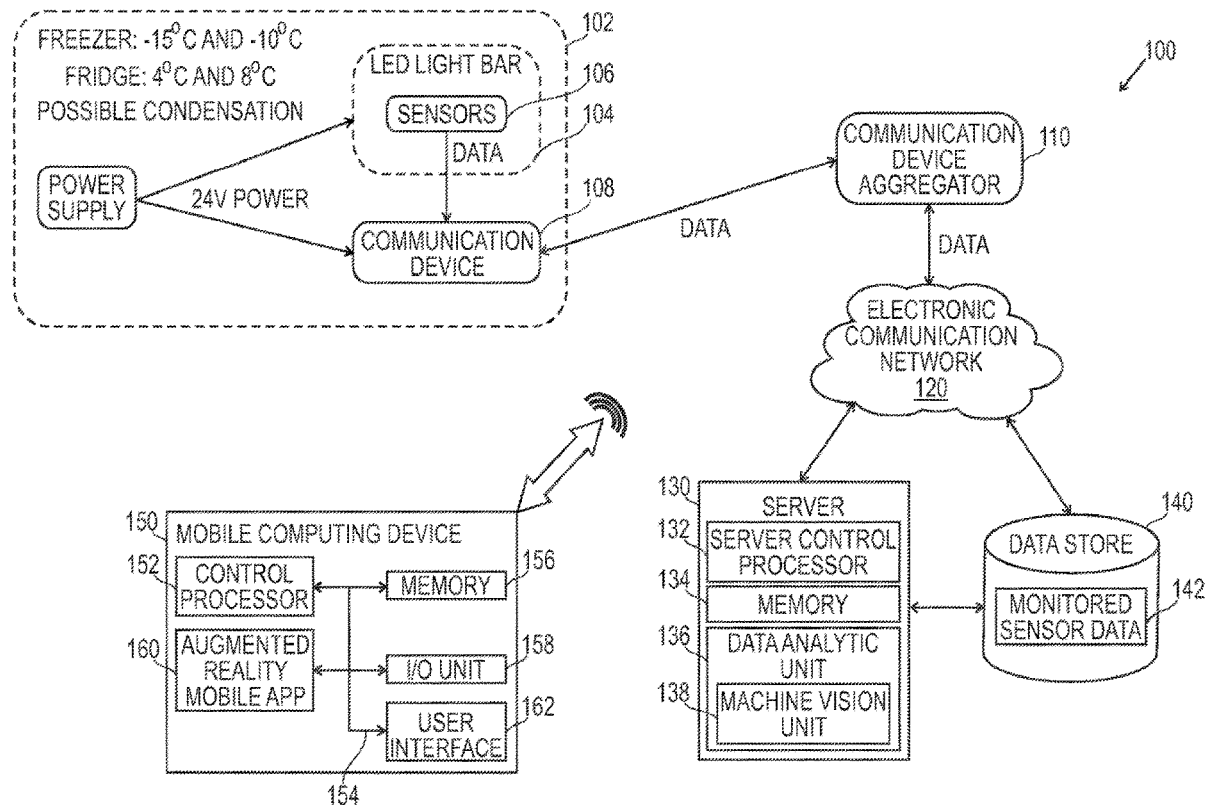 FREEZER: -15°C AND -10°C
FRIDGE: 4°C AND 8°C
POSSIBLE CONDENSATION
POWER
SUPPLY
24V POWER
LED LIGHT BAR
SENSORS
DATA
COMMUNICATION
DEVICE
102
106
104
108
DATA
100
COMMUNICATION
DEVICE
AGGREGATOR
110
DATA
ELECTRONIC
COMMUNICATION
NETWORK
120
150
MOBILE COMPUTING DEVICE
152
CONTROL
PROCESSOR
MEMORY
156
160
AUGMENTED
REALITY
MOBILE APP
I/O UNIT
158
USER
INTERFACE
162
154
130
SERVER
132
SERVER CONTROL
PROCESSOR
134
MEMORY
136
DATA ANALYTIC
UNIT
138
MACHINE VISION
UNIT
140
DATA STORE
MONITORED
SENSOR DATA
142